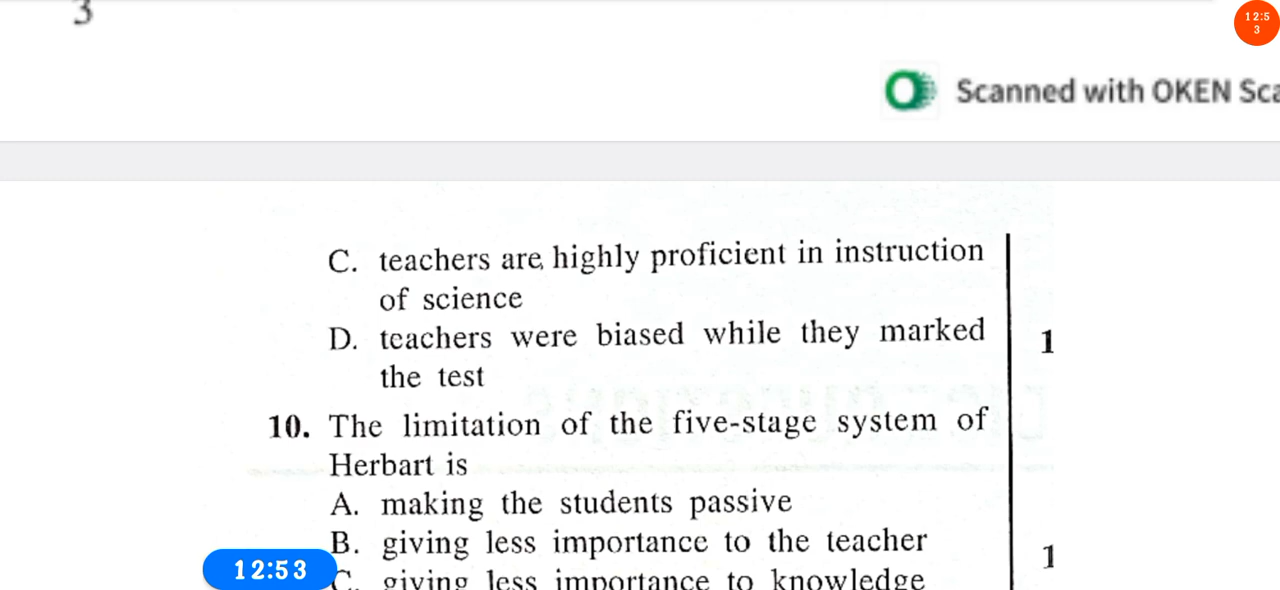 3
12:5
3
Scanned with OKEN Sca
C. teachers are highly proficient in instruction
of science
D. teachers were biased while they marked
the test
1
10. The limitation of the five-stage system of
Herbart is
A. making the students passive
B. giving less importance to the teacher
1
12:53
C. giving less importance to knowledge